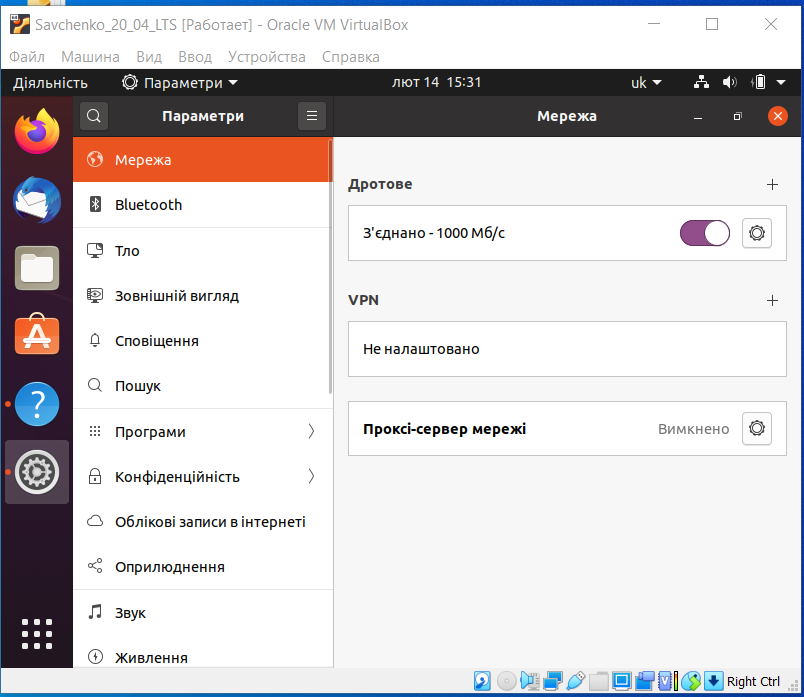 Savchenko_20_04_LTS [Работает] - Oracle VM VirtualBox
Файл Машина Вид Ввод Устройства Справка
Діяльність Параметри лют 14 15:31 uk
Параметри
Мережа
Мережа
Bluetooth
Тло
Зовнішній вигляд
Сповіщення
Пошук
Програми
Конфіденційність
Облікові записи в інтернеті
Оприлюднення
Звук
Живлення
Дротове
З'єднано - 1000 Мб/с
VPN
Не налаштовано
Проксі-сервер мережі Вимкнено
Right Ctrl